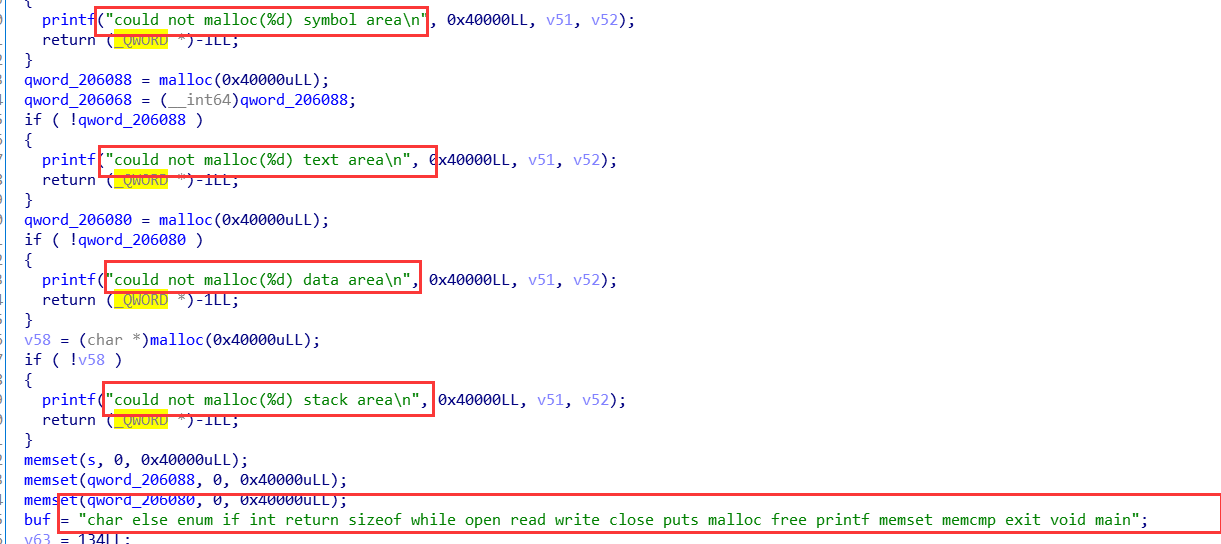 {
printf("could not malloc(%d) symbol area\n", 0x40000LL, v51, v52);
return (_QWORD *)-1LL;
}
qword_206088 = malloc(0x40000uLL);
qword_206068 = (__int64)qword_206088;
if ( !qword_206088 )
{
printf("could not malloc(%d) text area\n", 0x40000LL, v51, v52);
return (_QWORD *)-1LL;
}
qword_206080 = malloc(0x40000uLL);
if ( !qword_206080 )
{
printf("could not malloc(%d) data area\n", 0x40000LL, v51, v52);
return (_QWORD *)-1LL;
}
v58 = (char *)malloc(0x40000uLL);
if ( !v58 )
{
printf("could not malloc(%d) stack area\n", 0x40000LL, v51, v52);
return (_QWORD *)-1LL;
}
memset(s, 0, 0x40000uLL);
memset(qword_206088, 0, 0x40000uLL);
memset(qword_206080, 0, 0x40000uLL);
buf = "char else enum if int return sizeof while open read write close puts malloc free printf memset memcmp exit void main";
v63 = 134LL;